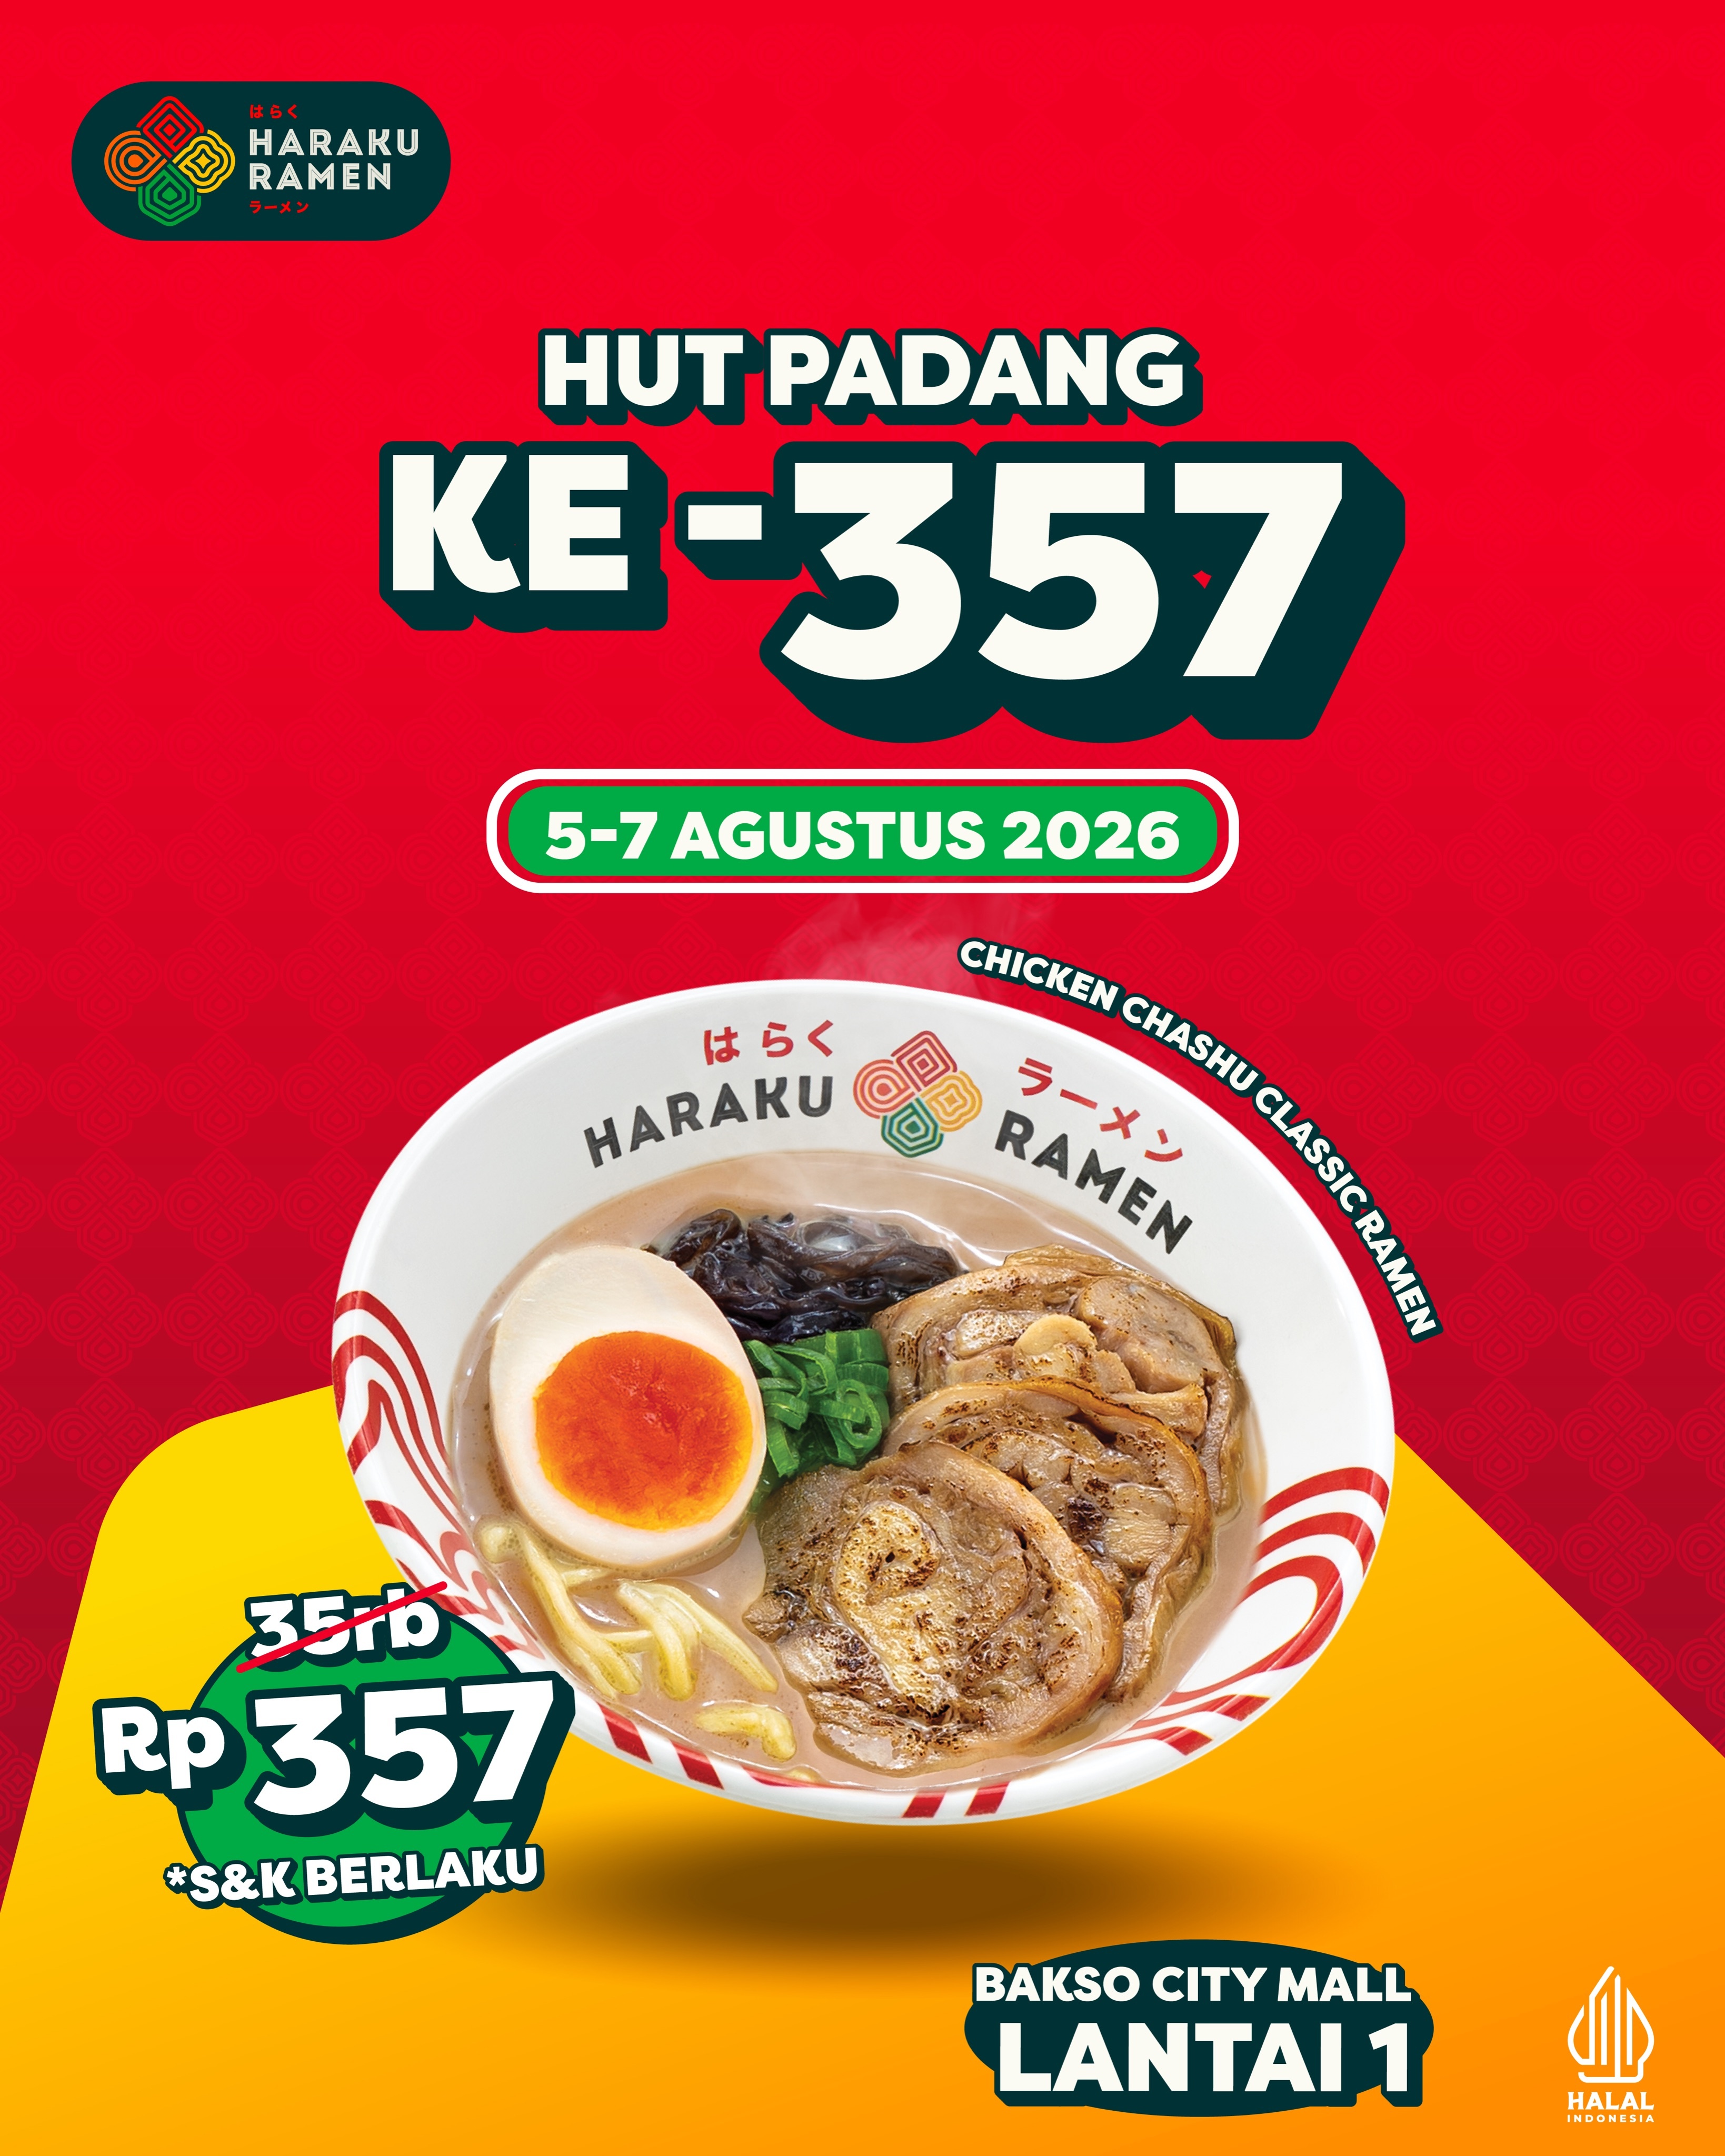 はらく
HARAKU
RAMEN
ラーメン
HUT PADANG
KE -357
5-7 AGUSTUS 2026
CHICKEN CHASHU CLASSIC RAMEN
はらく ラーメン
HARAKU RAMEN
35rb
Rp 357
*S&K BERLAKU
BAKSO CITY MALL
LANTAI 1
HALAL
INDONESIA